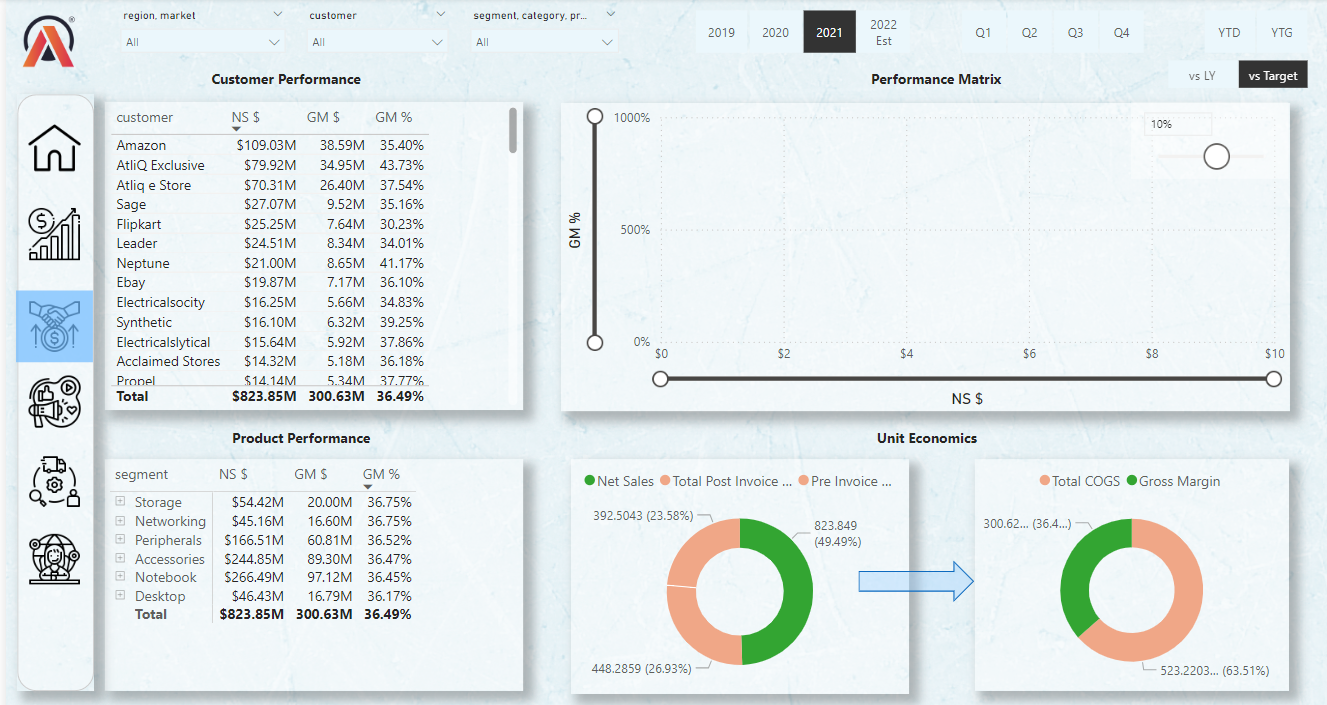 region, market
customer
segment, category, pr...
All
All
All
2019
2020
2021
2022
Est
Q1
Q2
Q3
Q4
YTD
YTG
vs LY
vs Target
Customer Performance
customer NS $ GM $ GM %
Amazon $109.03M 38.59M 35.40%
AtliQ Exclusive $79.92M 34.95M 43.73%
Atliq e Store $70.31M 26.40M 37.54%
Sage $27.07M 9.52M 35.16%
Flipkart $25.25M 7.64M 30.23%
Leader $24.51M 8.34M 34.01%
Neptune $21.00M 8.65M 41.17%
Ebay $19.87M 7.17M 36.10%
Electricalsocity $16.25M 5.66M 34.83%
Synthetic $16.10M 6.32M 39.25%
Electricalslytical $15.64M 5.92M 37.86%
Acclaimed Stores $14.32M 5.18M 36.18%
Propel $14.14M 5.34M 37.77%
Total $823.85M 300.63M 36.49%
Performance Matrix
10%
1000%
500%
0%
GM %
$0 $2 $4 $6 $8 $10
NS $
Product Performance
segment NS $ GM $ GM %
Storage $54.42M 20.00M 36.75%
Networking $45.16M 16.60M 36.75%
Peripherals $166.51M 60.81M 36.52%
Accessories $244.85M 89.30M 36.47%
Notebook $266.49M 97.12M 36.45%
Desktop $46.43M 16.79M 36.17%
Total $823.85M 300.63M 36.49%
Unit Economics
Net Sales Total Post Invoice ... Pre Invoice ...
392.5043 (23.58%)
823.849
(49.49%)
448.2859 (26.93%)
Total COGS Gross Margin
300.62... (36.4...)
523.2203... (63.51%)